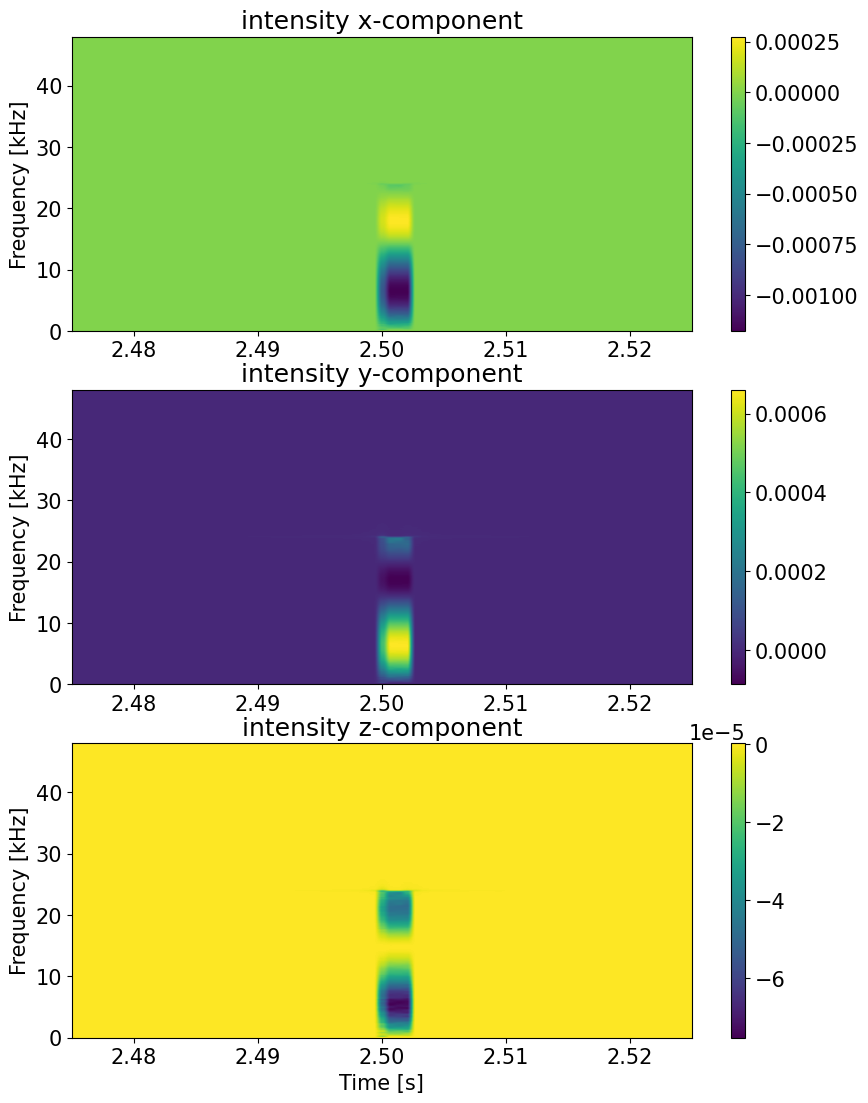 intensity x-component
Frequency [kHz]
40
30
20
10
0
2.48 2.49 2.50 2.51 2.52
0.00025
0.00000
−0.00025
−0.00050
−0.00075
−0.00100
intensity y-component
Frequency [kHz]
40
30
20
10
0
2.48 2.49 2.50 2.51 2.52
0.0006
0.0004
0.0002
0.0000
intensity z-component
1e−5
Frequency [kHz]
40
30
20
10
0
2.48 2.49 2.50 2.51 2.52
Time [s]
0
−2
−4
−6